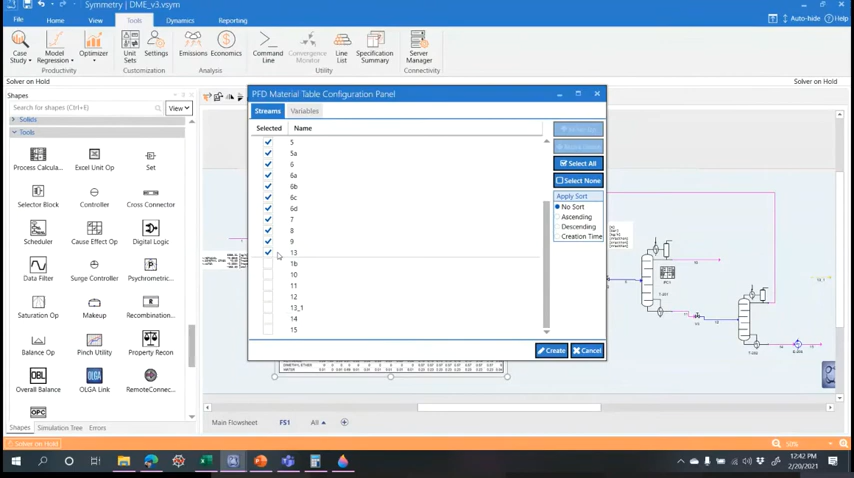 Symmetry | DME_v3.vsym
File Home View Tools Dynamics Reporting
Auto-hide Help
Case Study Model Regression Optimizer Unit Sets Settings Emissions Economics Command Line Convergence Monitor Line List Specification Summary Server Manager
Productivity Customization Analysis Utility Connectivity
Solver on Hold Solver on Hold
Shapes
Search for shapes (Ctrl+E) View
Solids
Tools
Process Calcula... Excel Unit Op Set
Selector Block Controller Cross Connector
Scheduler Cause Effect Op Digital Logic
Data Filter Surge Controller Psychrometric...
Saturation Op Makeup Recombination...
Balance Op Pinch Utility Property Recon
Overall Balance OLGA Link RemoteConnec...
OBL
OLGA
OPC
Shapes Simulation Tree Errors
PFD Material Table Configuration Panel
Streams Variables
Selected Name
5
5a
6
6a
6b
6c
6d
7
8
9
13
1b
10
11
12
13_1
14
15
Select All
Select None
Apply Sort
No Sort
Ascending
Descending
Creation Time
Create Cancel
T-201
Main Flowsheet FS1 All
Solver on Hold 50%
12:42 PM
2/20/2021